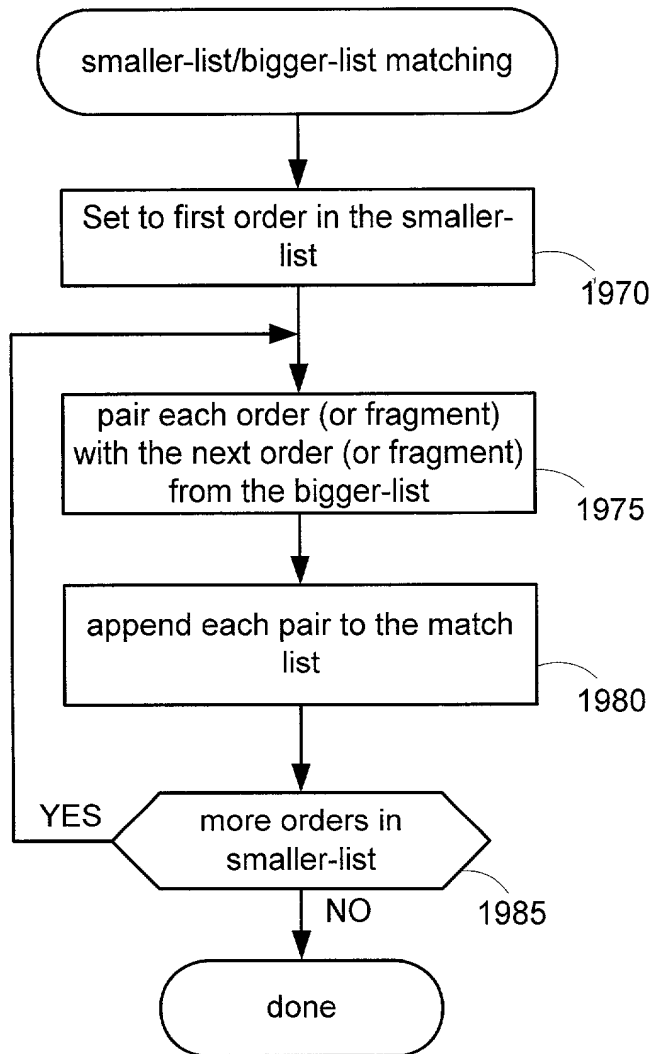 smaller-list/bigger-list matching
Set to first order in the smaller-
list
1970
pair each order (or fragment)
with the next order (or fragment)
from the bigger-list
1975
append each pair to the match
list
1980
YES
more orders in
smaller-list
1985
NO
done